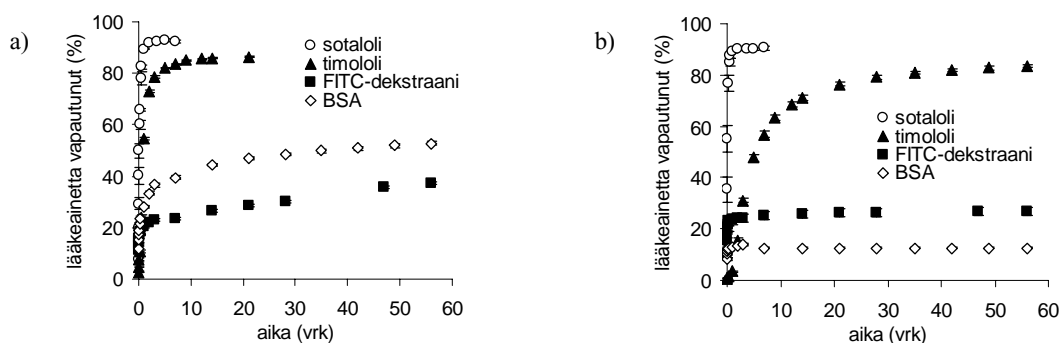 a)
lääkeainetta vapautunut (%)
100
80
60
40
20
0
0 10 20 30 40 50 60
aika (vrk)
sotaloli
timololi
FITC-dekstraani
BSA
b)
lääkeainetta vapautunut (%)
100
80
60
40
20
0
0 10 20 30 40 50 60
aika (vrk)
sotaloli
timololi
FITC-dekstraani
BSA